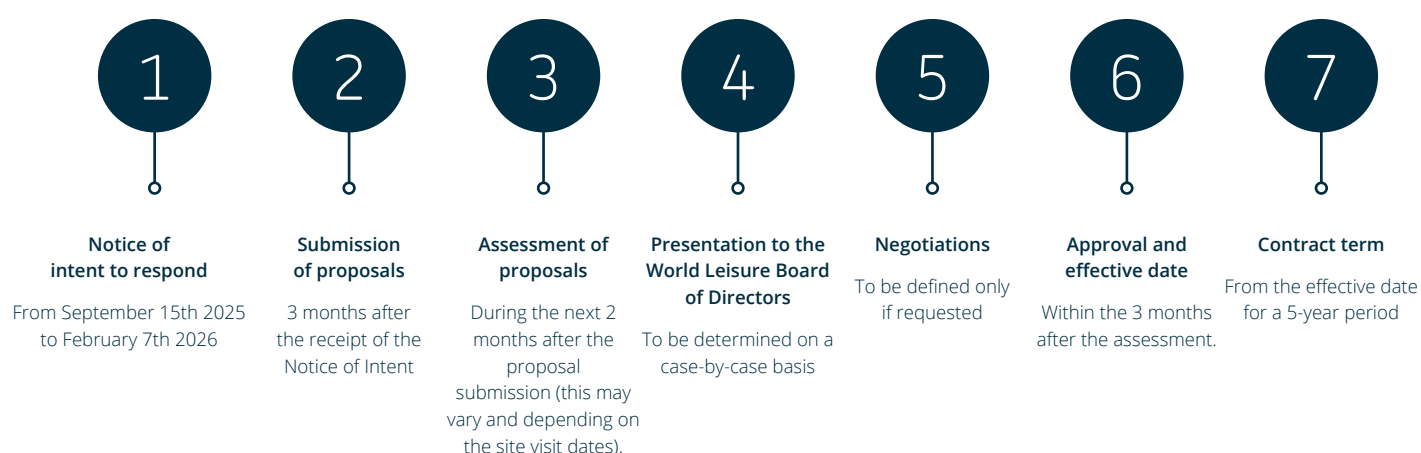 1
2
3
4
5
6
7
Notice of
intent to respond
From September 15th 2025
to February 7th 2026
Submission
of proposals
3 months after
the receipt of the
Notice of Intent
Assessment of
proposals
During the next 2
months after the
proposal
submission (this may
vary and depending on
the site visit dates).
Presentation to the
World Leisure Board
of Directors
To be determined on a
case-by-case basis
Negotiations
To be defined only
if requested
Approval and
effective date
Within the 3 months
after the assessment.
Contract term
From the effective date
for a 5-year period